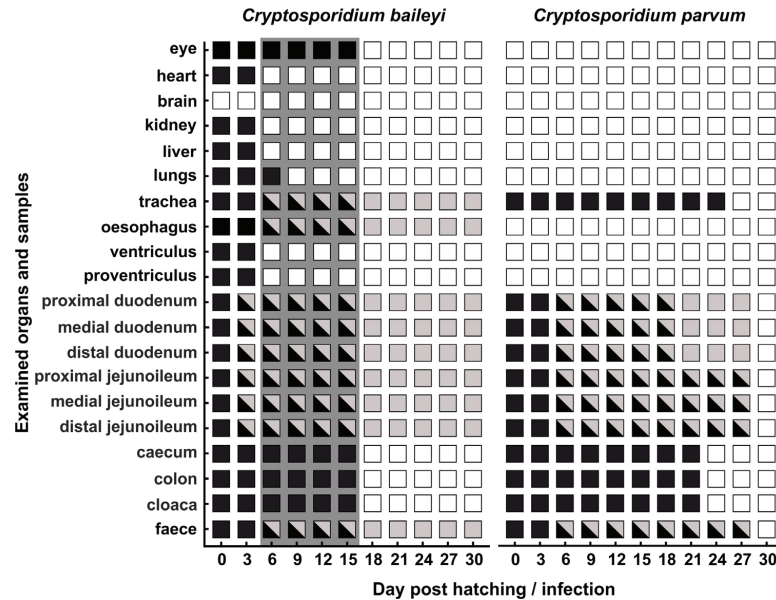 Cryptosporidium baileyi Cryptosporidium parvum
Examined organs and samples
eye
heart
brain
kidney
liver
lungs
trachea
oesophagus
ventriculus
proventriculus
proximal duodenum
medial duodenum
distal duodenum
proximal jejunoileum
medial jejunoileum
distal jejunoileum
caecum
colon
cloaca
faece
0 3 6 9 12 15 18 21 24 27 30 0 3 6 9 12 15 18 21 24 27 30
Day post hatching / infection